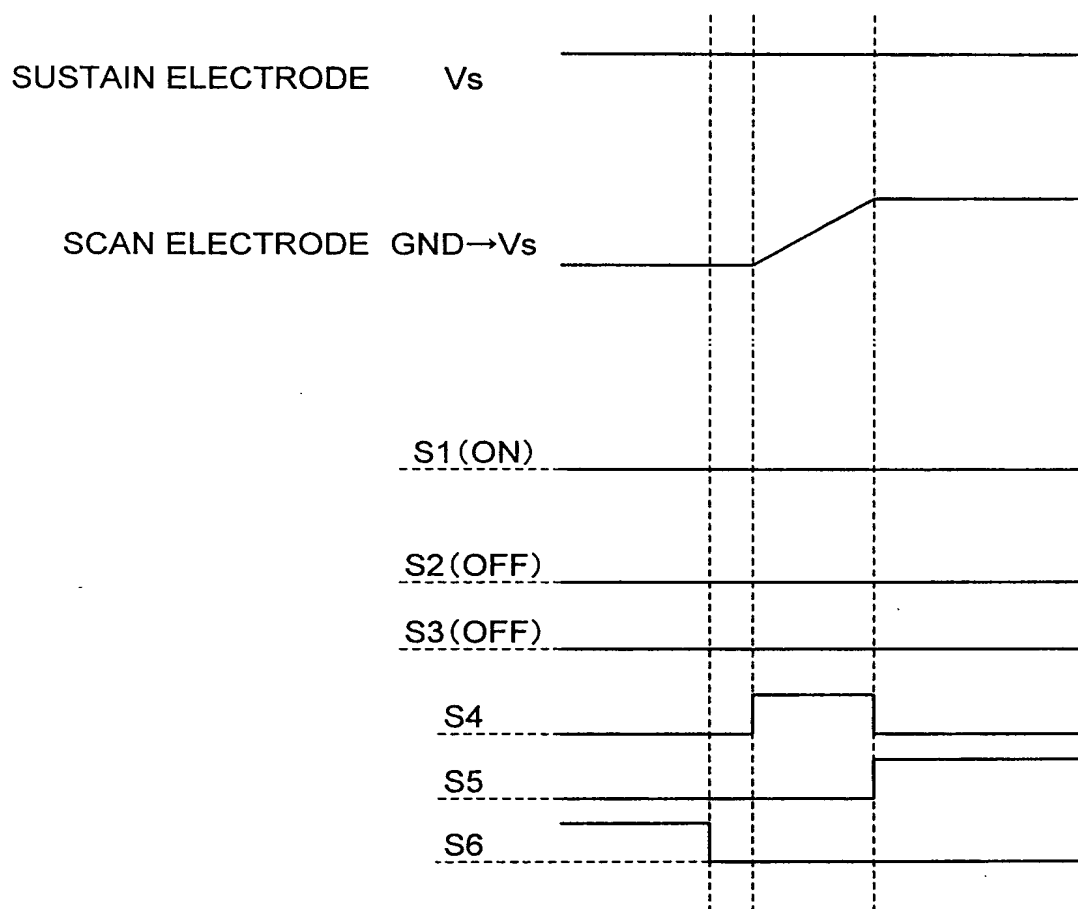 SUSTAIN ELECTRODE Vs
SCAN ELECTRODE GND→Vs
S1(ON)
S2(OFF)
S3(OFF)
S4
S5
S6